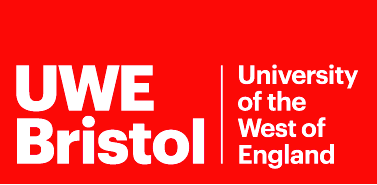 UWE
Bristol
University
of the
West of
England